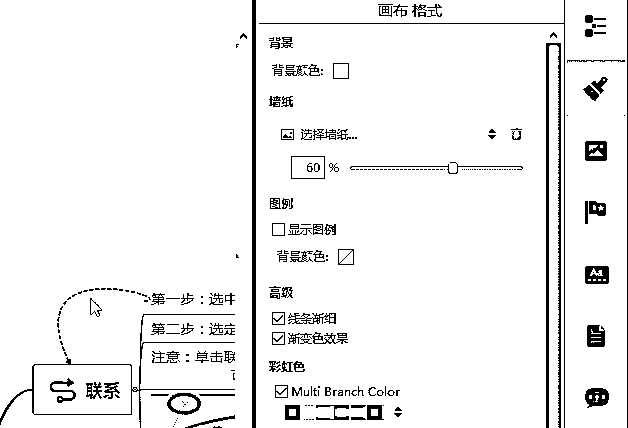 画布 格式
背景
背景颜色:
墙纸
选择墙纸...
60 %
图例
显示图例
背景颜色:
高级
线条渐细
渐变色效果
彩虹色
Multi Branch Color
Aa
第一步：选中
第二步：选定
注意：单击联
联系